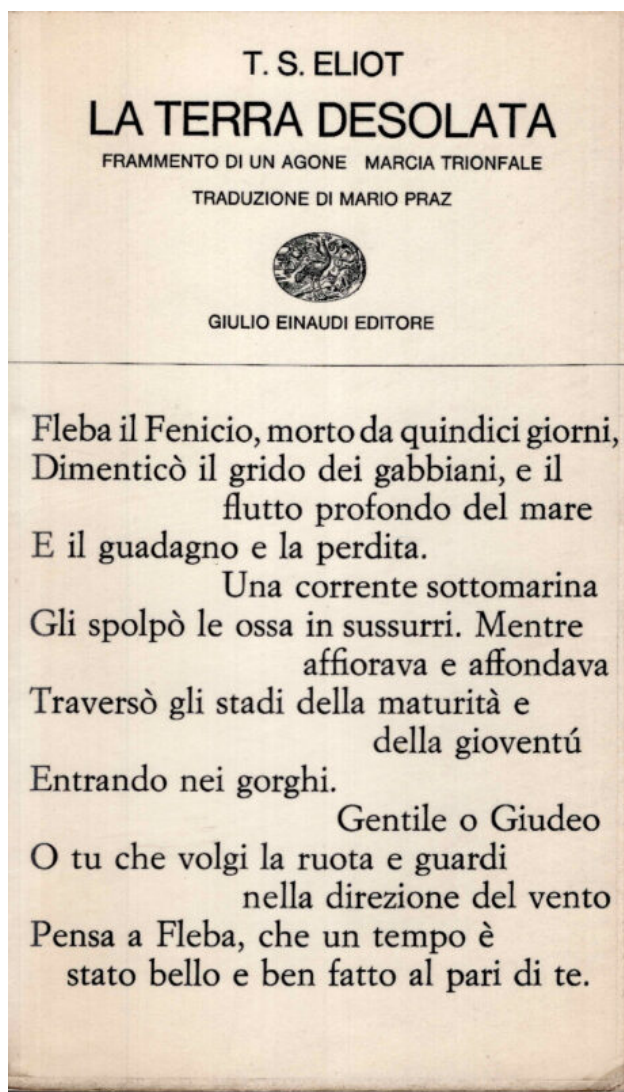 T. S. ELIOT
LA TERRA DESOLATA
FRAMMENTO DI UN AGONE MARCIA TRIONFALE
TRADUZIONE DI MARIO PRAZ
GIULIO EINAUDI EDITORE
Fleba il Fenicio, morto da quindici giorni,
Dimenticò il grido dei gabbiani, e il
flutto profondo del mare
E il guadagno e la perdita.
Una corrente sottomarina
Gli spolpò le ossa in sussurri. Mentre
affiorava e affondava
Traversò gli stadi della maturità e
della gioventú
Entrando nei gorghi.
Gentile o Giudeo
O tu che volgi la ruota e guardi
nella direzione del vento
Pensa a Fleba, che un tempo è
stato bello e ben fatto al pari di te.